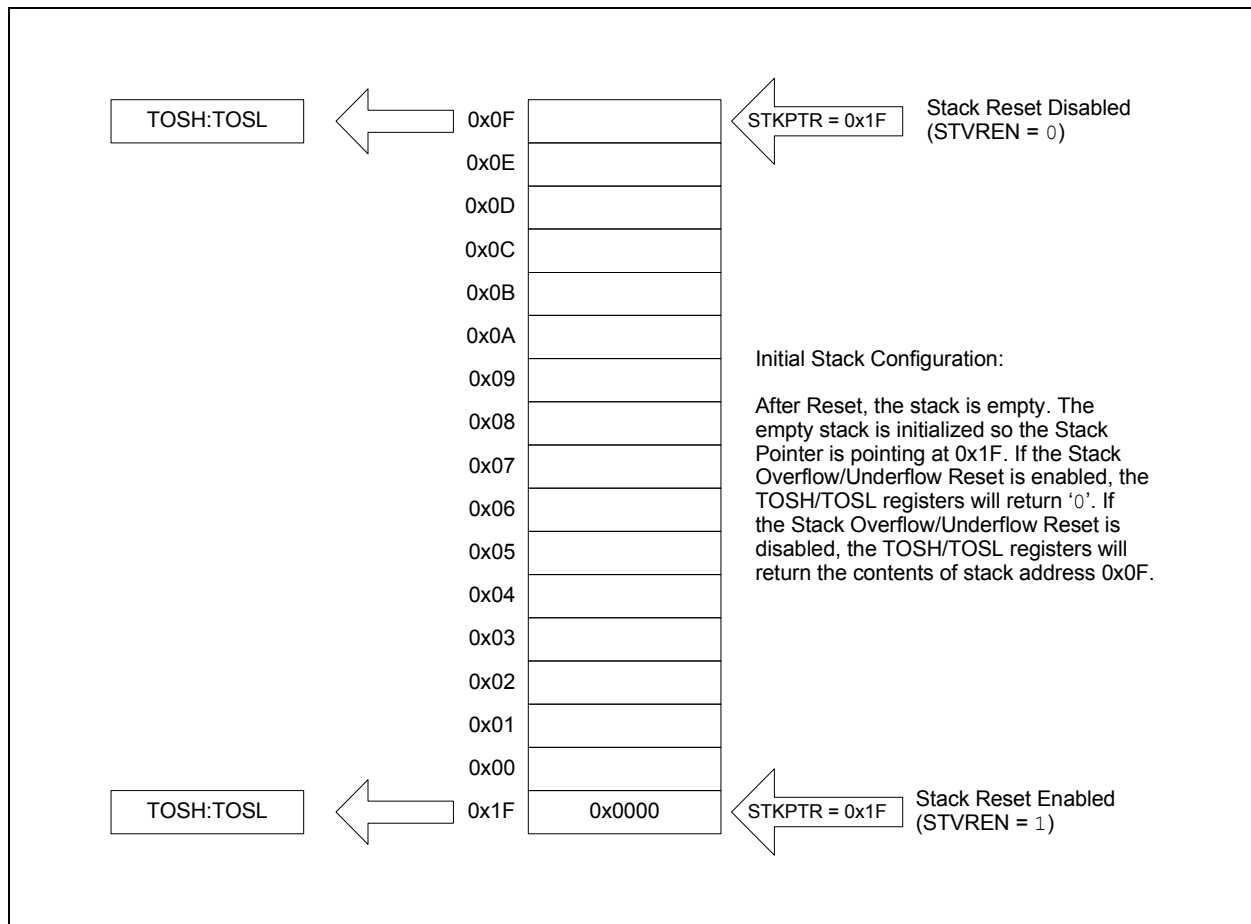 TOSH:TOSL
0x0F
STKPTR = 0x1F
Stack Reset Disabled
(STVREN = 0)
0x0E
0x0D
0x0C
0x0B
0x0A
0x09
0x08
0x07
0x06
0x05
0x04
0x03
0x02
0x01
0x00
Initial Stack Configuration:
After Reset, the stack is empty. The
empty stack is initialized so the Stack
Pointer is pointing at 0x1F. If the Stack
Overflow/Underflow Reset is enabled, the
TOSH/TOSL registers will return ‘0’. If
the Stack Overflow/Underflow Reset is
disabled, the TOSH/TOSL registers will
return the contents of stack address 0x0F.
TOSH:TOSL
0x1F
0x0000
STKPTR = 0x1F
Stack Reset Enabled
(STVREN = 1)